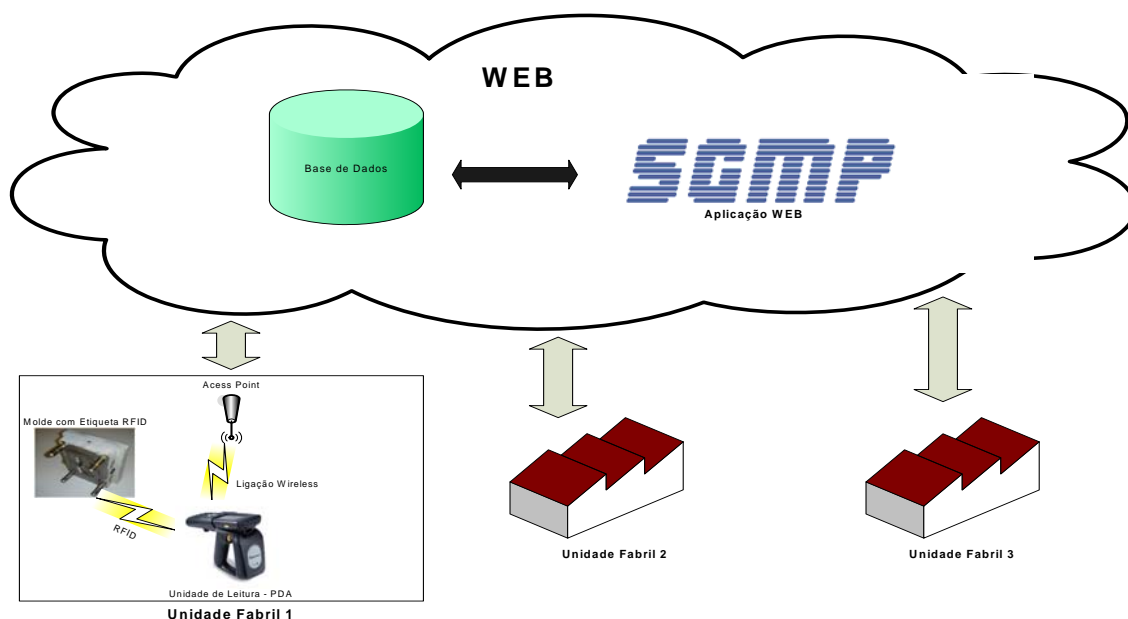 WEB
Base de Dados
SGMP
Aplicação WEB
Acess Point
Molde com Etiqueta RFID
Ligação Wireless
RFID
Unidade de Leitura - PDA
Unidade Fabril 1
Unidade Fabril 2
Unidade Fabril 3